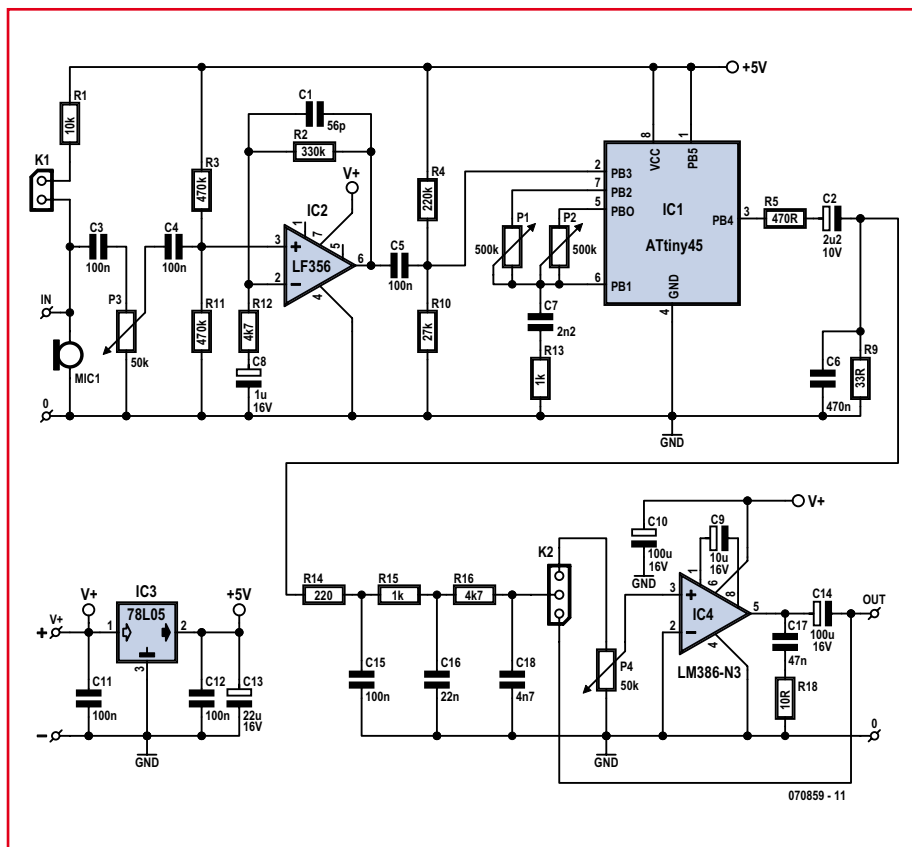 +5V
R1
10k
K1
C3
100n
IN
P3
50k
MIC1
0
C4
100n
R3
470k
R11
470k
C1
56p
R2
330k
V+
IC2
LF356
3
2
1
7
5
6
4
R12
4k7
C8
1u
16V
C5
100n
R4
220k
R10
27k
P1
500k
P2
500k
C7
2n2
R13
1k
8
1
VCC
PB5
2
PB3
7
PB2
5
PBO
6
PB1
IC1
ATtiny45
PB4
3
GND
4
GND
R5
470R
C2
2u2
10V
C6
470n
R9
33R
V+
+
V+
IC3
78L05
1
2
3
+5V
C11
100n
C12
100n
C13
22u
16V
–
GND
R14
220
R15
1k
R16
4k7
C15
100n
C16
22n
C18
4n7
K2
P4
50k
GND
C10
100u
16V
GND
C9
10u
16V
V+
3
2
1
6
8
5
4
IC4
LM386-N3
C14
100u
16V
C17
47n
R18
10R
OUT
0
070859 - 11